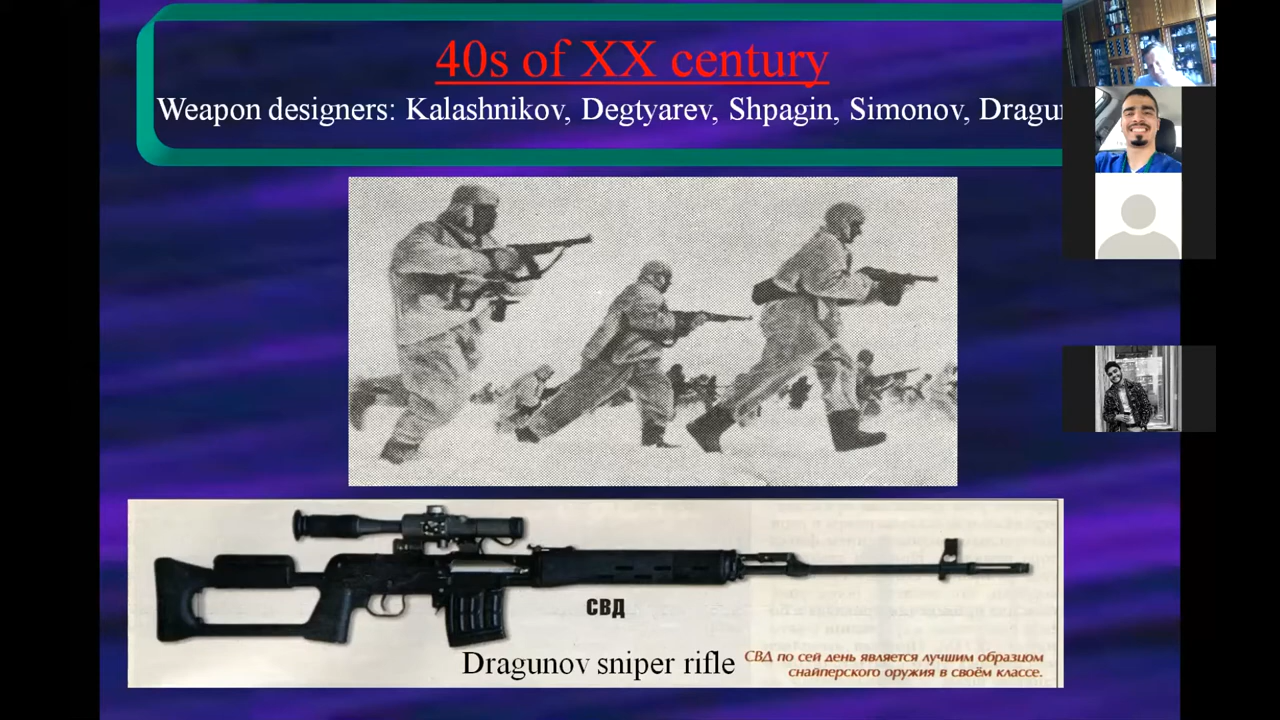 40s of XX century
Weapon designers: Kalashnikov, Degtyarev, Shpagin, Simonov,
СВД
Dragunov sniper rifle
СВД по сей день является лучшим образцом
снайперского оружия в своём классе.